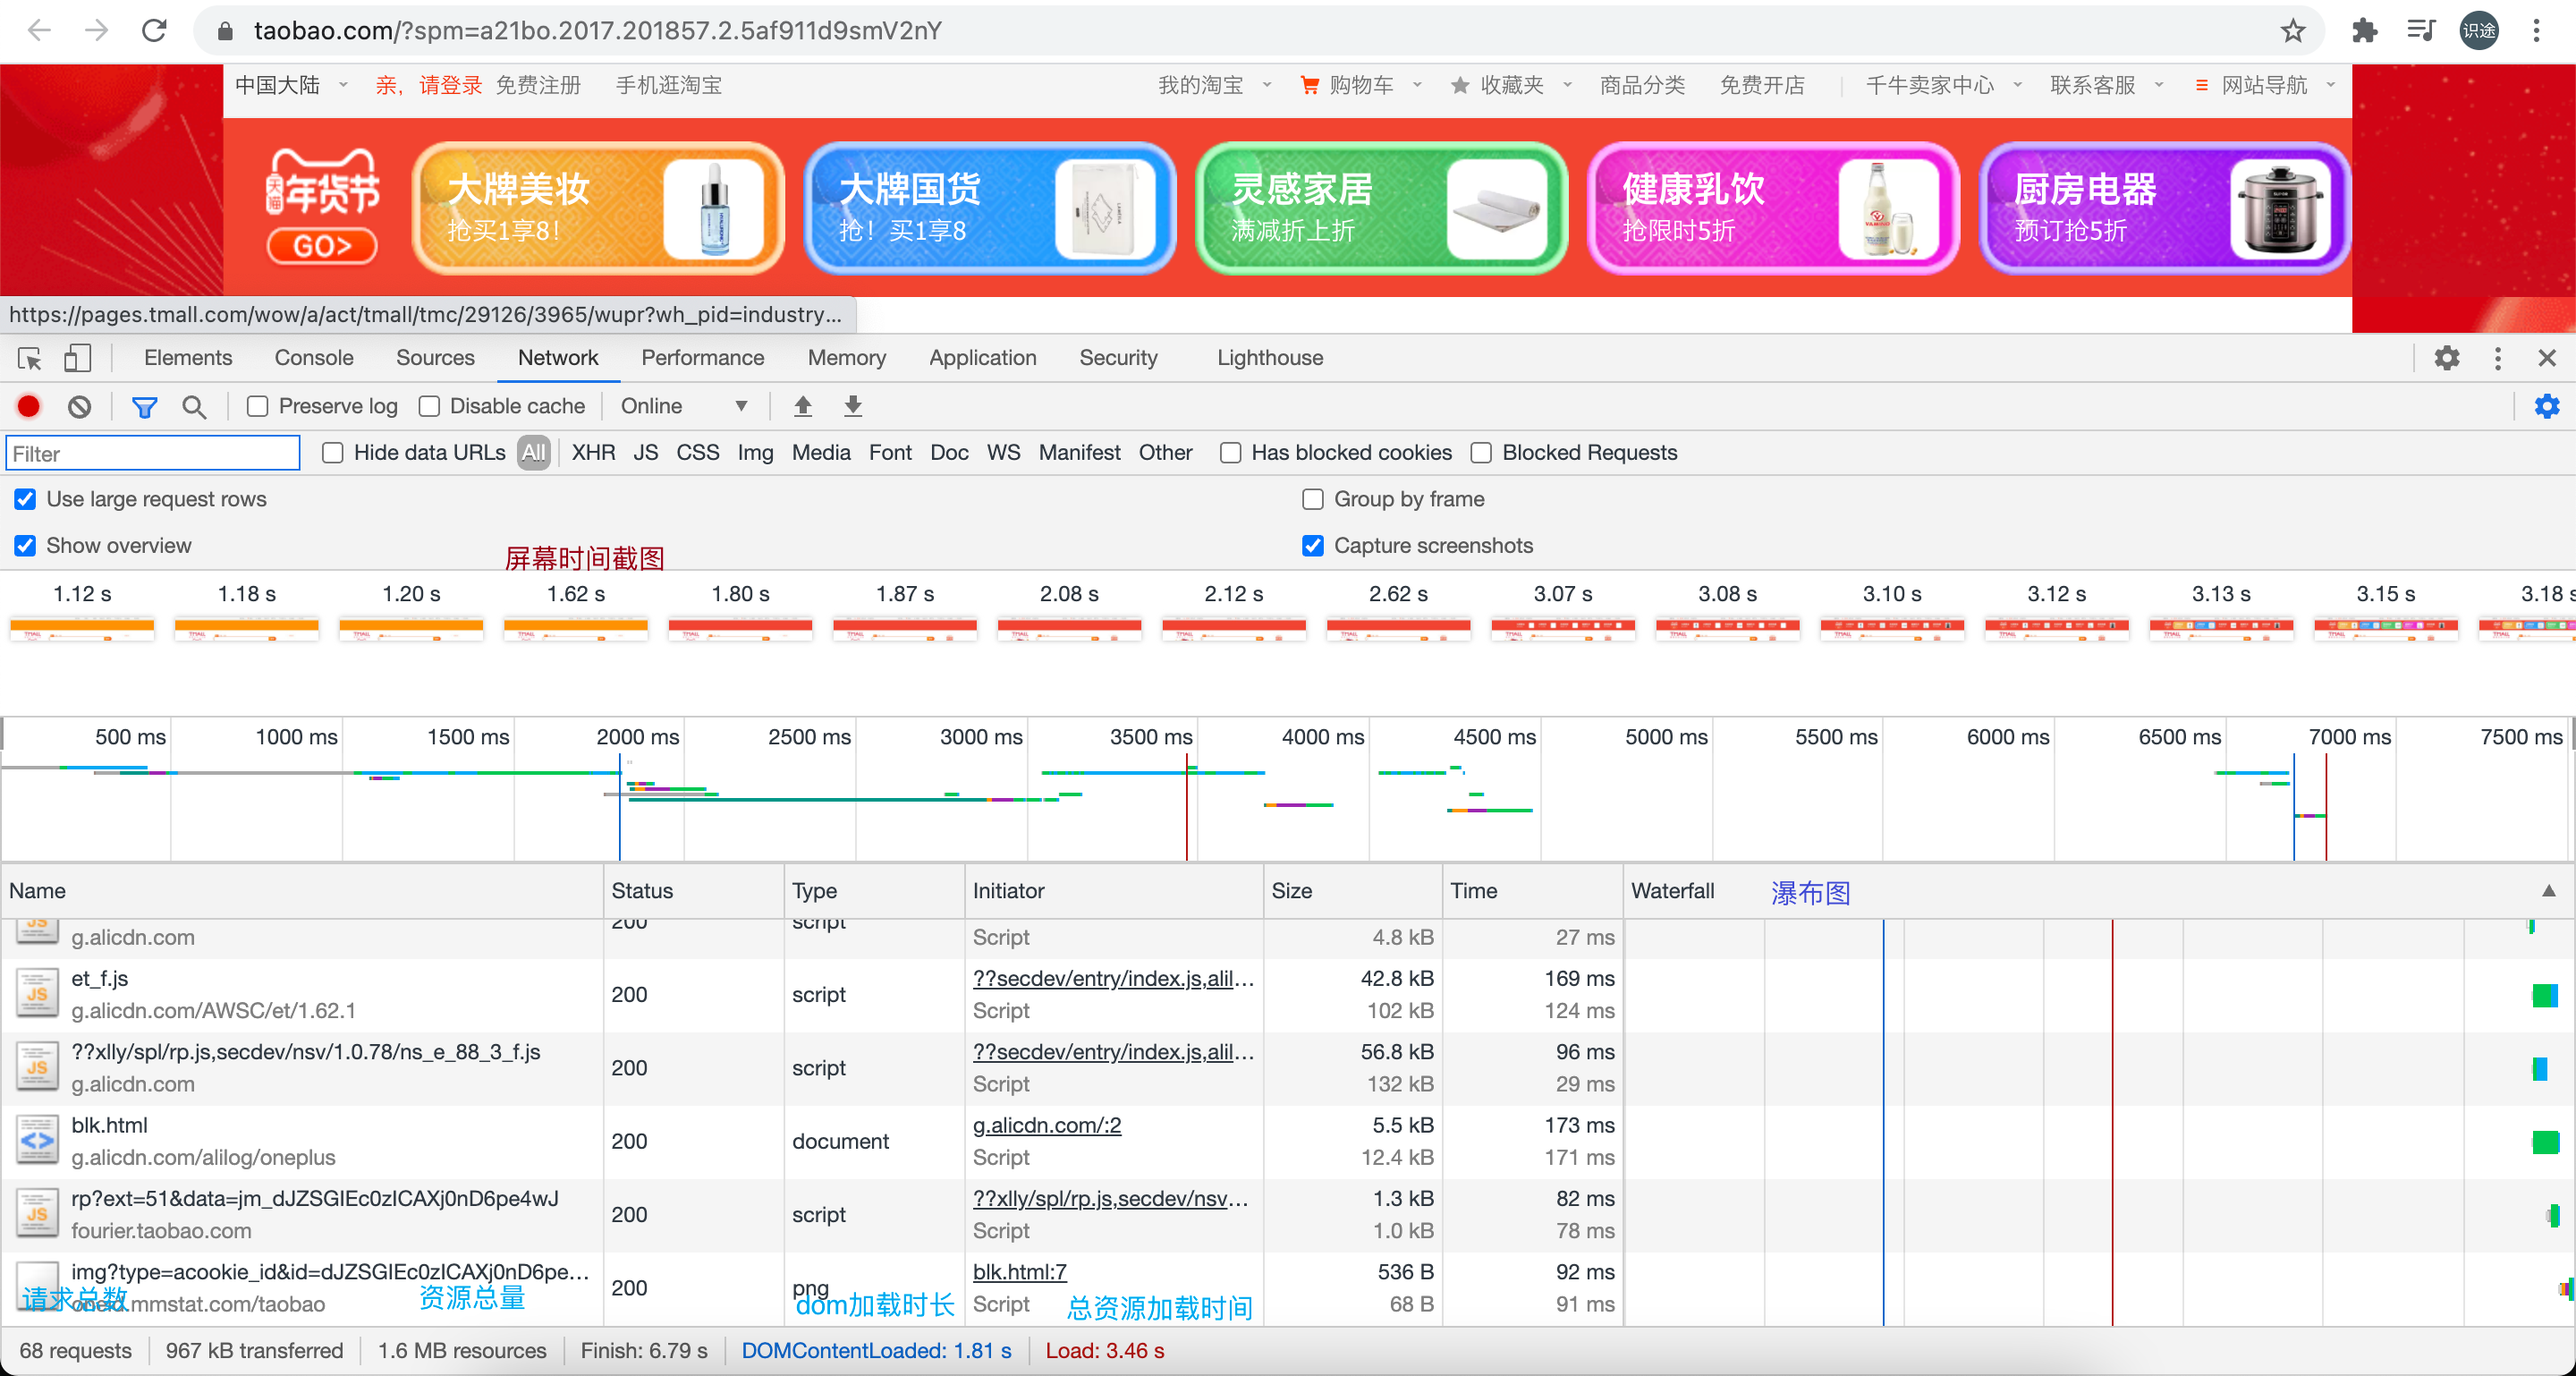 taobao.com/?spm=a21bo.2017.201857.2.5af911d9smV2nY
识途
中国大陆 亲，请登录 免费注册 手机逛淘宝 我的淘宝 购物车 收藏夹 商品分类 免费开店 千牛卖家中心 联系客服 网站导航
天猫 年货节 GO>
大牌美妆 抢买1享8！
大牌国货 抢！买1享8
灵感家居 满减折上折
健康乳饮 抢限时5折
厨房电器 预订抢5折
https://pages.tmall.com/wow/a/act/tmall/tmc/29126/3965/wupr?wh_pid=industry...
Elements Console Sources Network Performance Memory Application Security Lighthouse
Preserve log Disable cache Online
Filter Hide data URLs All XHR JS CSS Img Media Font Doc WS Manifest Other Has blocked cookies Blocked Requests
Use large request rows Group by frame
Show overview 屏幕时间截图 Capture screenshots
1.12 s 1.18 s 1.20 s 1.62 s 1.80 s 1.87 s 2.08 s 2.12 s 2.62 s 3.07 s 3.08 s 3.10 s 3.12 s 3.13 s 3.15 s 3.18 s
500 ms 1000 ms 1500 ms 2000 ms 2500 ms 3000 ms 3500 ms 4000 ms 4500 ms 5000 ms 5500 ms 6000 ms 6500 ms 7000 ms 7500 ms
Name Status Type Initiator Size Time Waterfall 瀑布图
200 script
g.alicdn.com Script 4.8 kB 27 ms
et_f.js 200 script ??secdev/entry/index.js,alil... 42.8 kB 169 ms
g.alicdn.com/AWSC/et/1.62.1 Script 102 kB 124 ms
??xlly/spl/rp.js,secdev/nsv/1.0.78/ns_e_88_3_f.js 200 script ??secdev/entry/index.js,alil... 56.8 kB 96 ms
g.alicdn.com Script 132 kB 29 ms
blk.html 200 document g.alicdn.com/:2 5.5 kB 173 ms
g.alicdn.com/alilog/oneplus Script 12.4 kB 171 ms
rp?ext=51&data=jm_dJZSGIEc0zICAXj0nD6pe4wJ 200 script ??xlly/spl/rp.js,secdev/nsv... 1.3 kB 82 ms
fourier.taobao.com Script 1.0 kB 78 ms
img?type=acookie_id&id=dJZSGIEc0zICAXj0nD6pe... 200 png blk.html:7 536 B 92 ms
.mmstat.com/taobao Script 68 B 91 ms
请求总数 资源总量 dom加载时长 总资源加载时间
68 requests 967 kB transferred 1.6 MB resources Finish: 6.79 s DOMContentLoaded: 1.81 s Load: 3.46 s